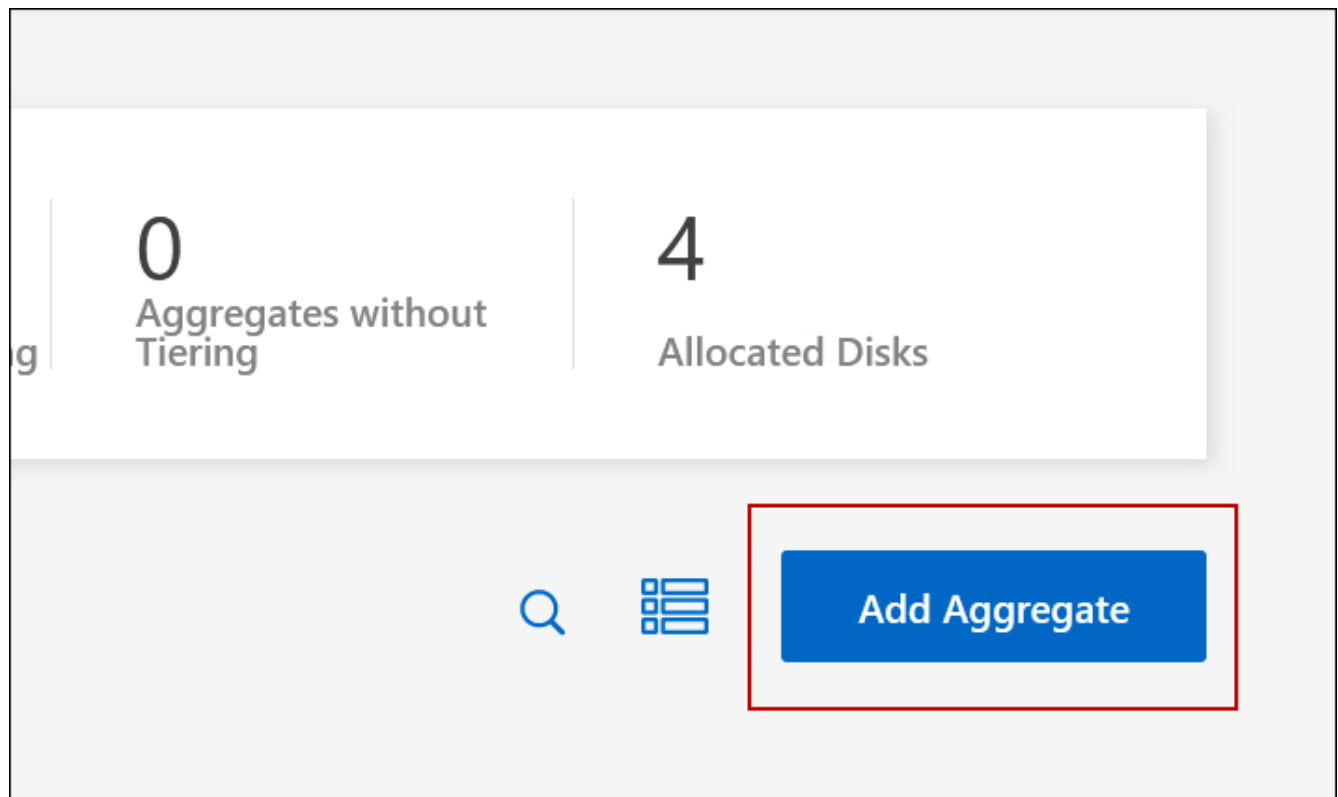 0
Aggregates without
Tiering
4
Allocated Disks
Add Aggregate